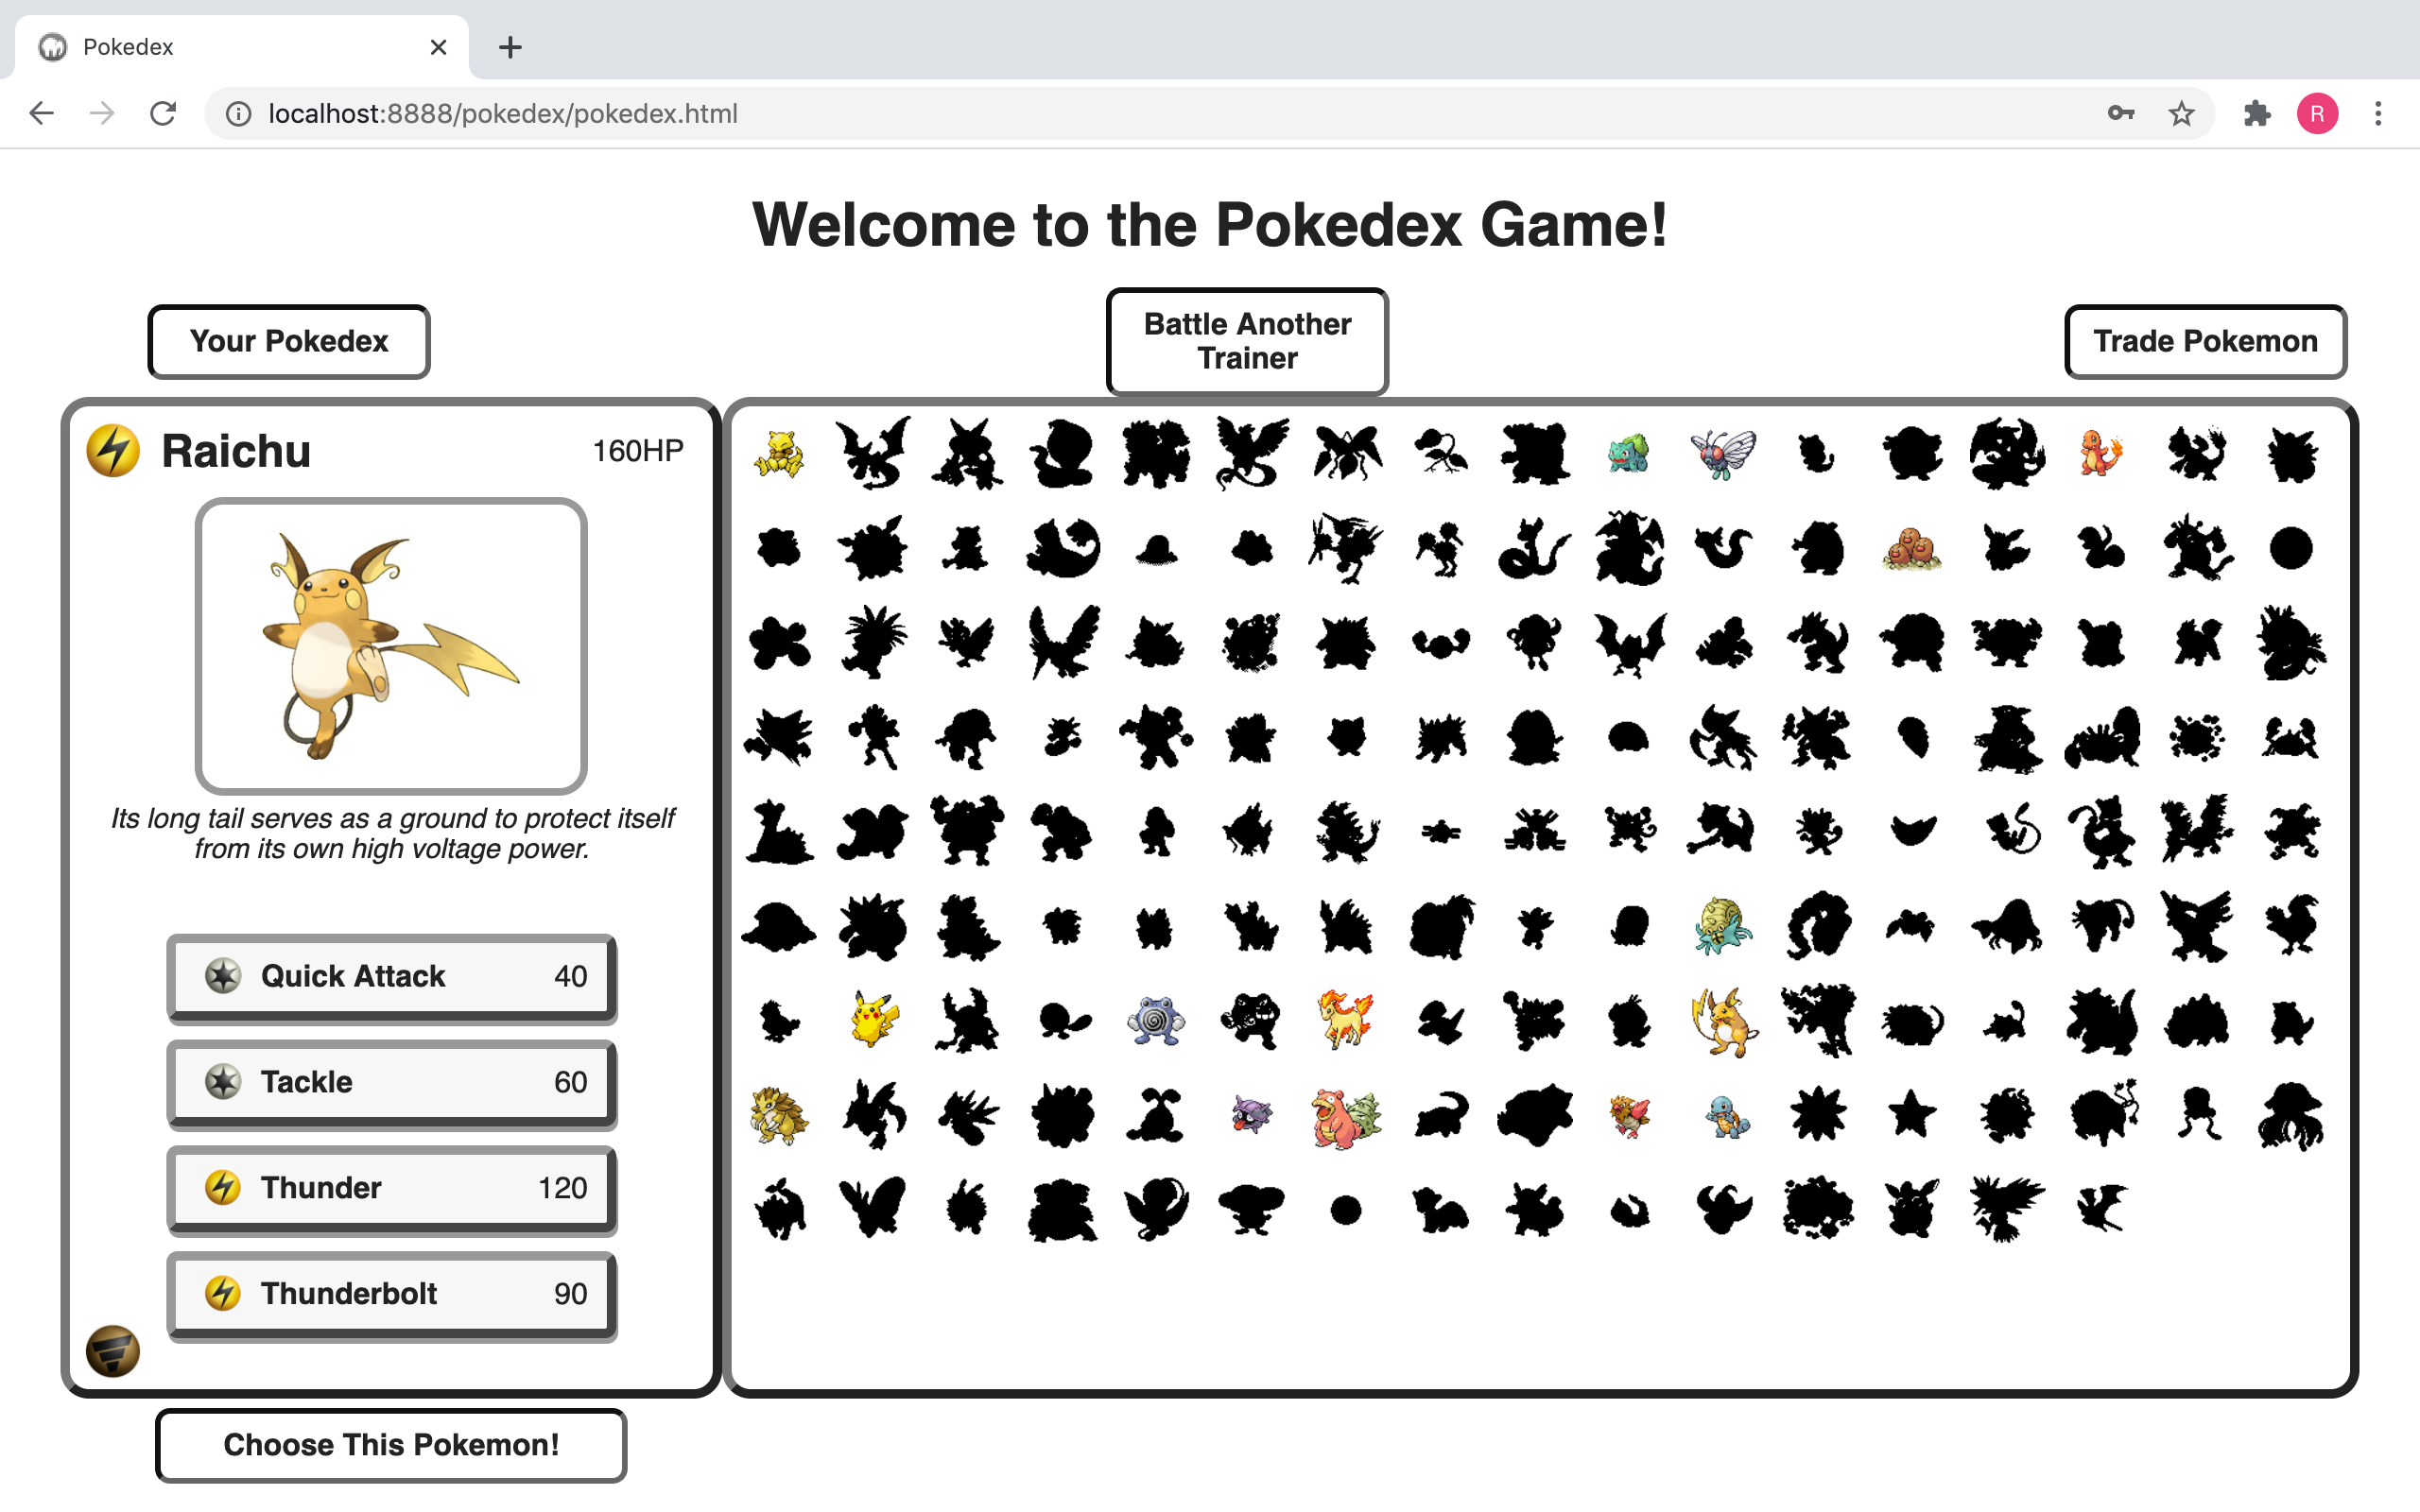 Pokedex
localhost:8888/pokedex/pokedex.html
R
Welcome to the Pokedex Game!
Your Pokedex
Battle Another
Trainer
Trade Pokemon
Raichu
160HP
Its long tail serves as a ground to protect itself
from its own high voltage power.
Quick Attack 40
Tackle 60
Thunder 120
Thunderbolt 90
Choose This Pokemon!